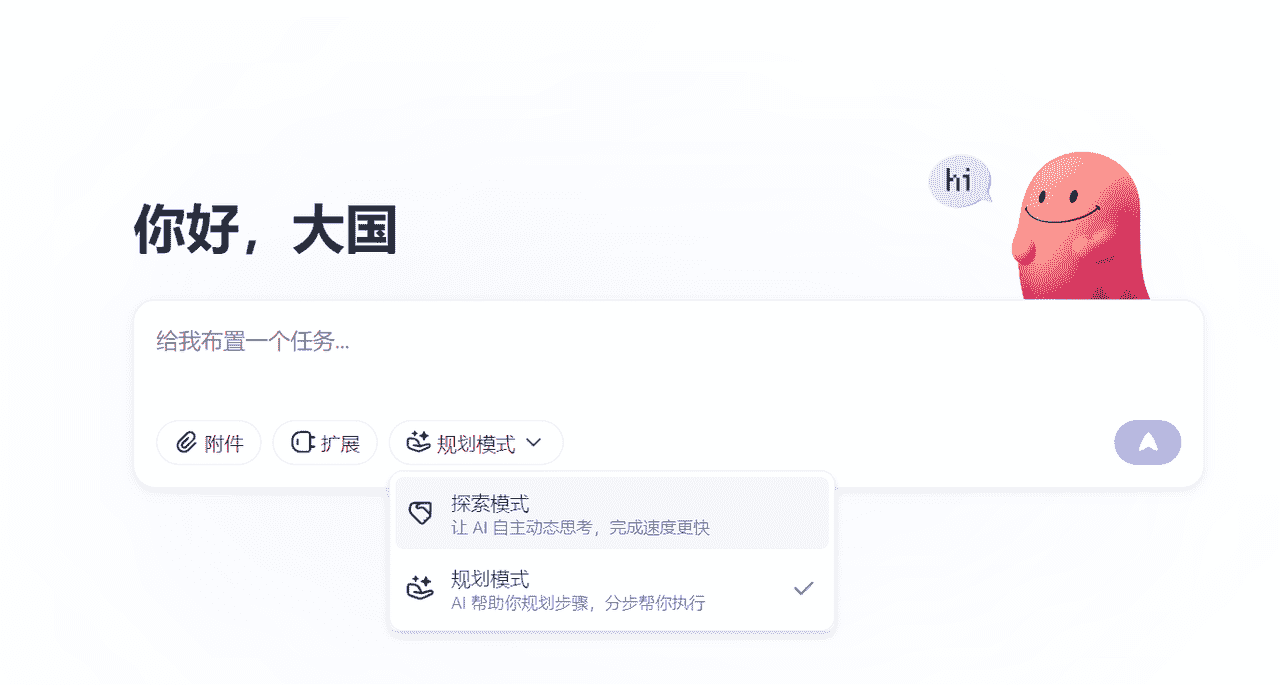 hi
你好，大国
给我布置一个任务...
附件 扩展 规划模式
探索模式
让 AI 自主动态思考，完成速度更快
规划模式
AI 帮助你规划步骤，分步帮你执行